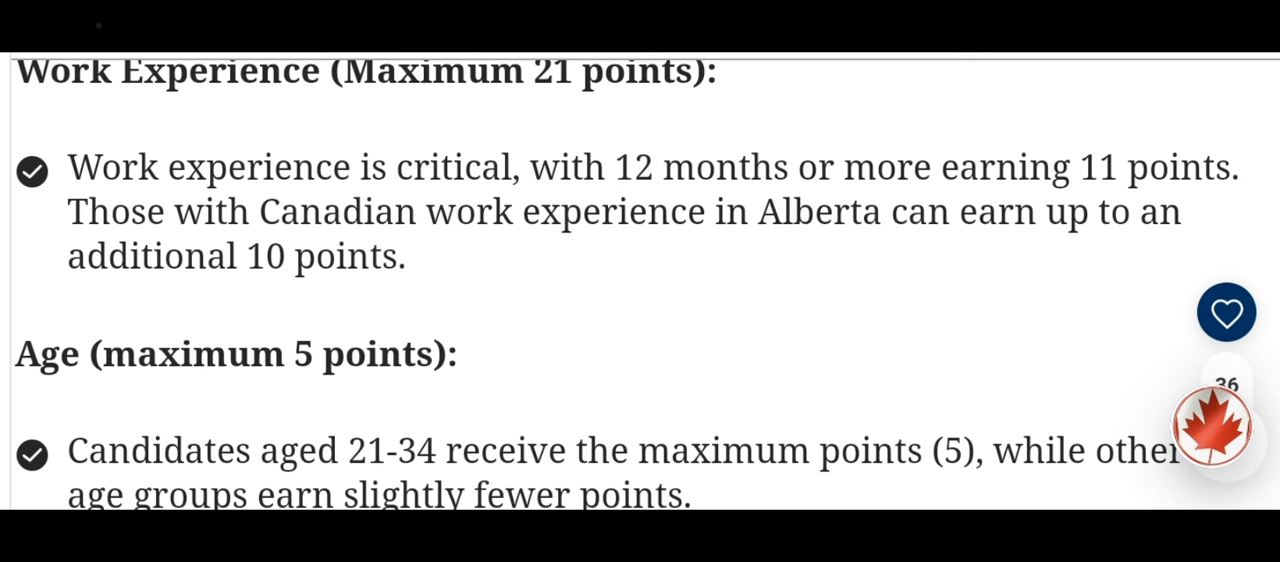 Work Experience (Maximum 21 points):
Work experience is critical, with 12 months or more earning 11 points.
Those with Canadian work experience in Alberta can earn up to an
additional 10 points.
Age (maximum 5 points):
36
Candidates aged 21-34 receive the maximum points (5), while other
age groups earn slightly fewer points.